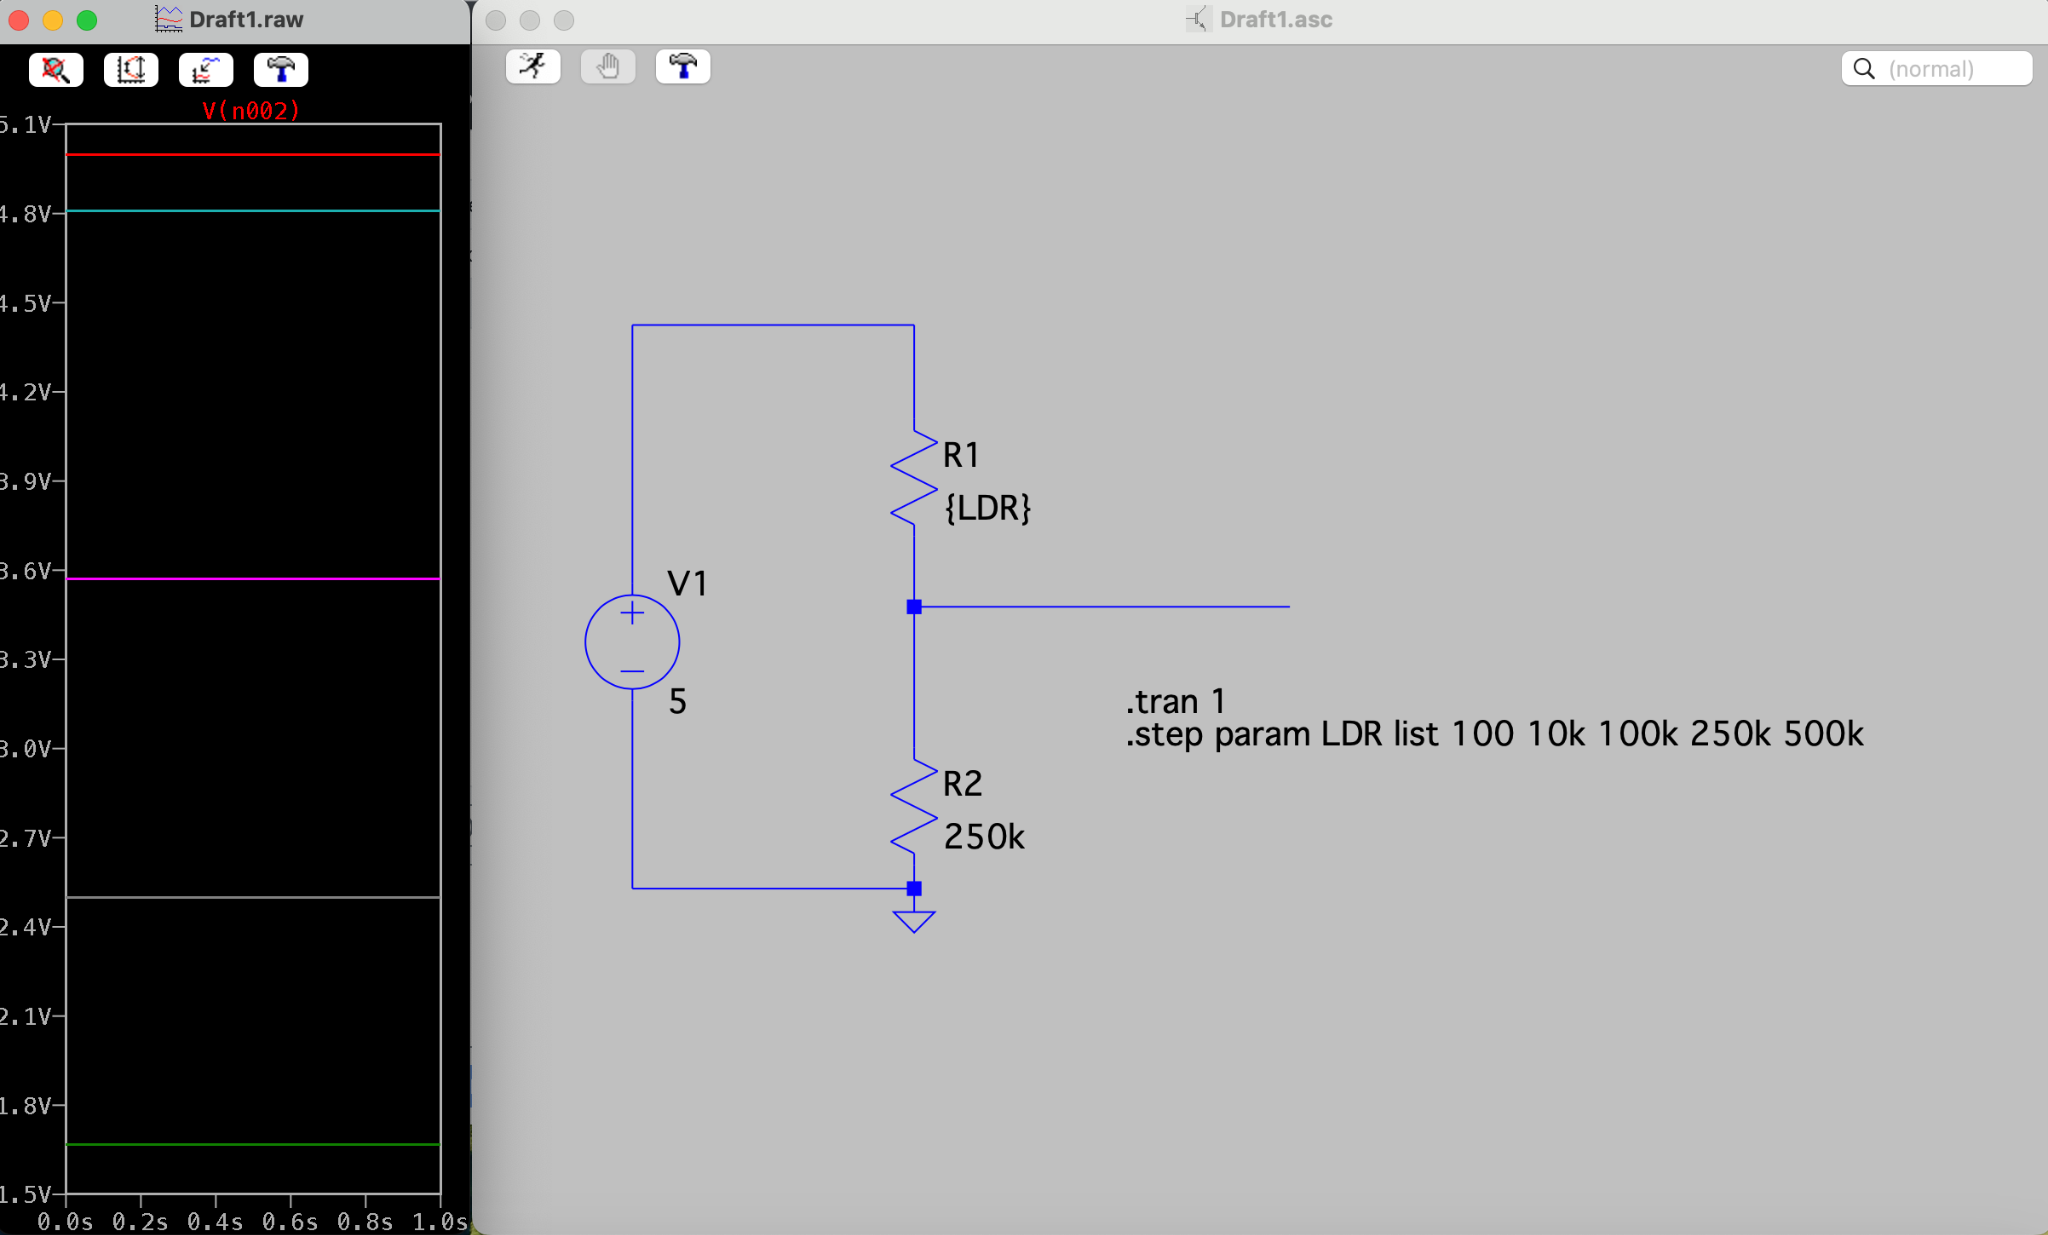 Draft1.raw
Draft1.asc
(normal)
V(n002)
5.1V
4.8V
4.5V
4.2V
3.9V
3.6V
3.3V
3.0V
2.7V
2.4V
2.1V
1.8V
1.5V
0.0s 0.2s 0.4s 0.6s 0.8s 1.0s
R1
{LDR}
V1
+
−
5
.tran 1
.step param LDR list 100 10k 100k 250k 500k
R2
250k